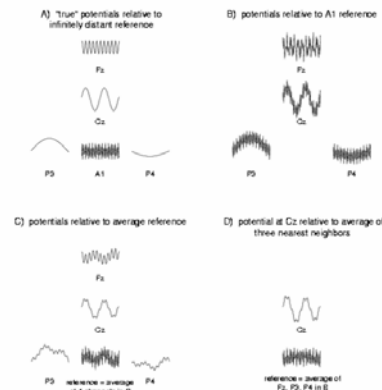 A) "true" potentials relative to
infinitely distant reference
Fz
Cz
P3 A1 P4
B) potentials relative to A1 reference
Fz
Cz
P3 P4
C) potentials relative to average reference
Fz
Cz
P3 P4
reference = average
D) potential at Cz relative to average of
three nearest neighbors
Cz
reference = average of
Fz, P3, P4 in B